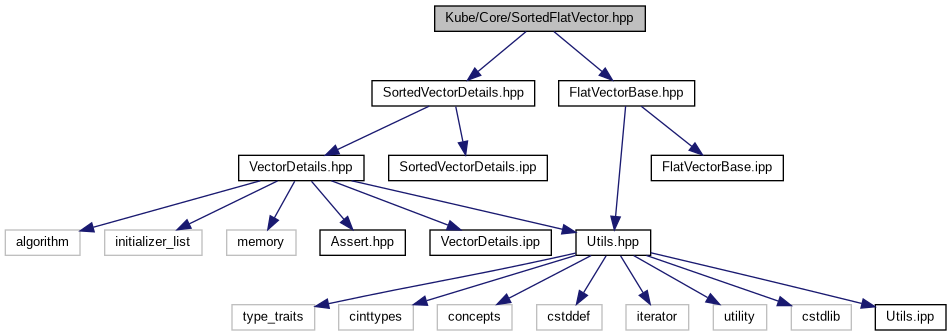 Kube/Core/SortedFlatVector.hpp
SortedVectorDetails.hpp
FlatVectorBase.hpp
VectorDetails.hpp
SortedVectorDetails.ipp
FlatVectorBase.ipp
algorithm
initializer_list
memory
Assert.hpp
VectorDetails.ipp
Utils.hpp
type_traits
cinttypes
concepts
cstddef
iterator
utility
cstdlib
Utils.ipp